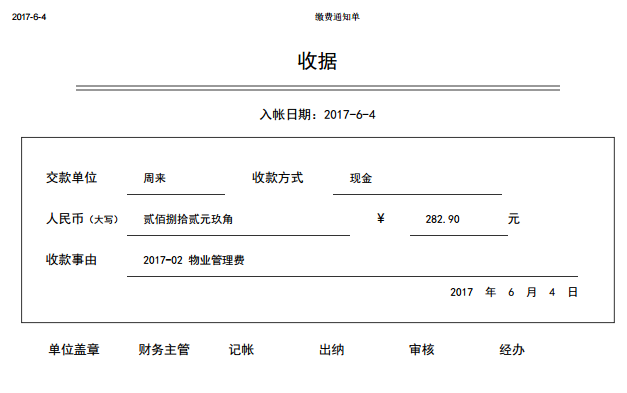 2017-6-4 缴费通知单
收据
入帐日期：2017-6-4
交款单位 周来 收款方式 现金
人民币（大写） 贰佰捌拾贰元玖角 ¥ 282.90 元
收款事由 2017-02 物业管理费
2017 年 6 月 4 日
单位盖章 财务主管 记帐 出纳 审核 经办